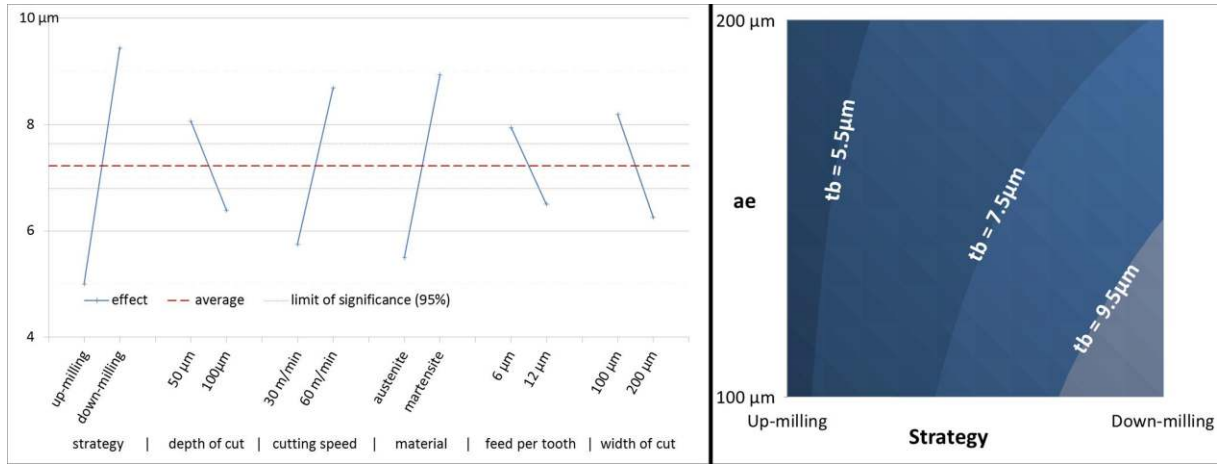 10 µm
8
6
4
effect
average
limit of significance (95%)
up-milling
down-milling
50 µm
100µm
30 m/min
60 m/min
austenite
martensite
6 µm
12 µm
100 µm
200 µm
strategy | depth of cut | cutting speed | material | feed per tooth | width of cut
200 µm
ae
100 µm
tb = 5.5µm
tb = 7.5µm
tb = 9.5µm
Up-milling
Strategy
Down-milling